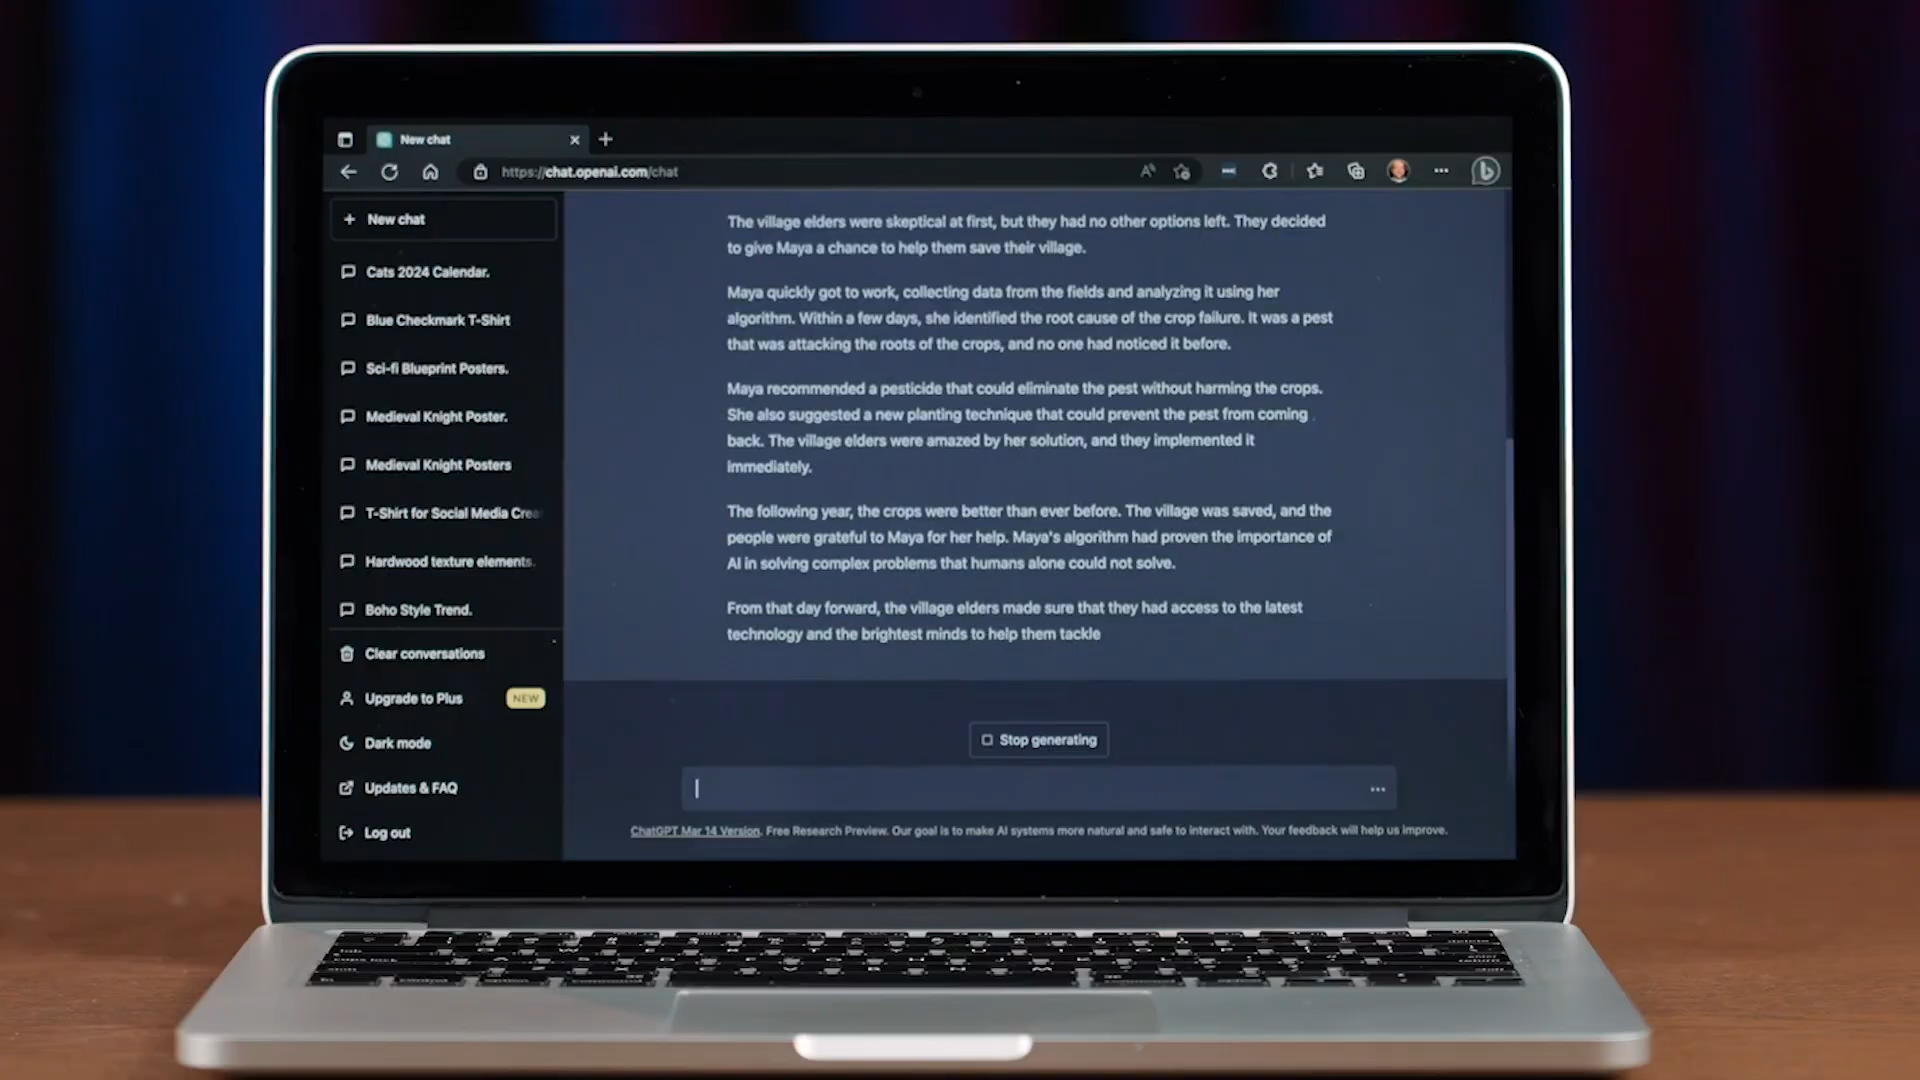 New chat
https://chat.openai.com/chat
New chat
Cats 2024 Calendar.
Blue Checkmark T-Shirt
Sci-fi Blueprint Posters.
Medieval Knight Poster.
Medieval Knight Posters
T-Shirt for Social Media Crea
Hardwood texture elements.
Boho Style Trend.
Clear conversations
Upgrade to Plus NEW
Dark mode
Updates & FAQ
Log out
The village elders were skeptical at first, but they had no other options left. They decided
to give Maya a chance to help them save their village.
Maya quickly got to work, collecting data from the fields and analyzing it using her
algorithm. Within a few days, she identified the root cause of the crop failure. It was a pest
that was attacking the roots of the crops, and no one had noticed it before.
Maya recommended a pesticide that could eliminate the pest without harming the crops.
She also suggested a new planting technique that could prevent the pest from coming
back. The village elders were amazed by her solution, and they implemented it
immediately.
The following year, the crops were better than ever before. The village was saved, and the
people were grateful to Maya for her help. Maya's algorithm had proven the importance of
AI in solving complex problems that humans alone could not solve.
From that day forward, the village elders made sure that they had access to the latest
technology and the brightest minds to help them tackle
Stop generating
ChatGPT Mar 14 Version. Free Research Preview. Our goal is to make AI systems more natural and safe to interact with. Your feedback will help us improve.